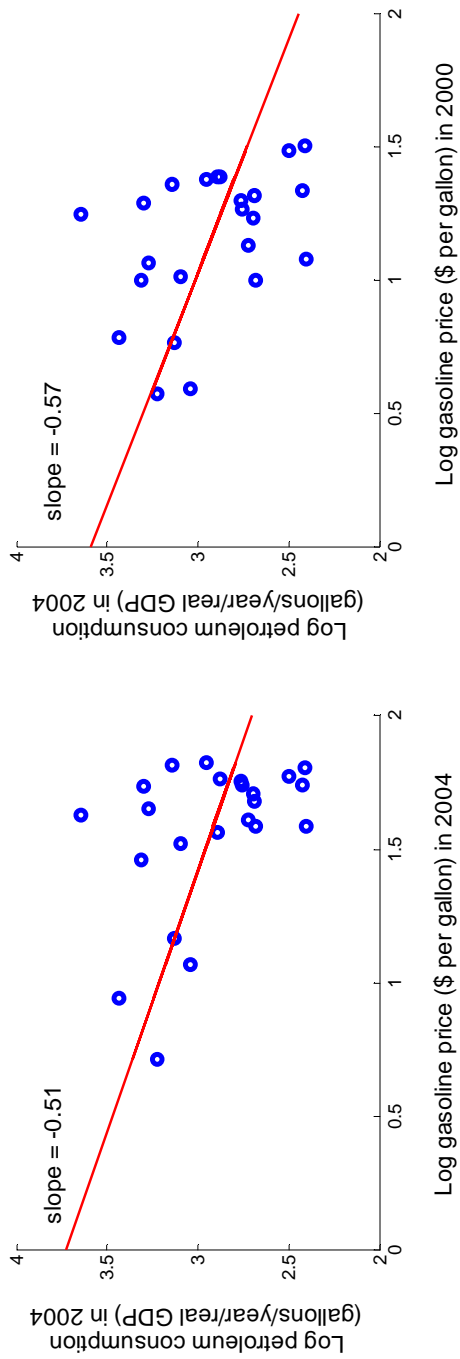 Log petroleum consumption
(gallons/year/real GDP) in 2004
4
3.5
3
2.5
2
slope = -0.51
0
0.5
1
1.5
2
Log gasoline price ($ per gallon) in 2004
Log petroleum consumption
(gallons/year/real GDP) in 2004
4
3.5
3
2.5
2
slope = -0.57
0
0.5
1
1.5
2
Log gasoline price ($ per gallon) in 2000